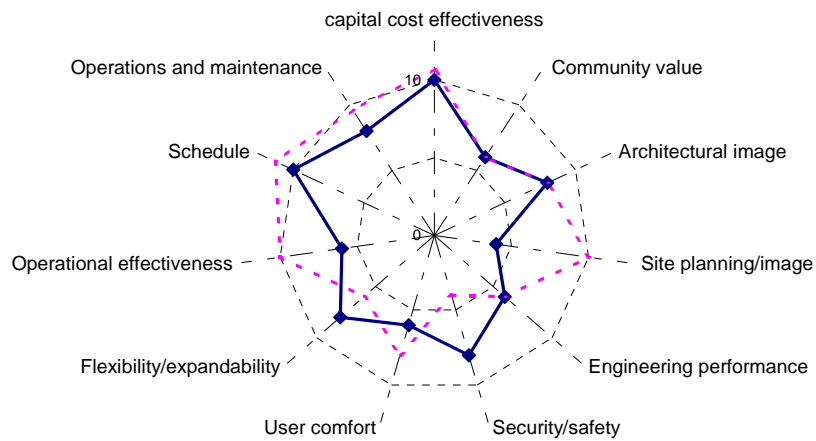 capital cost effectiveness
Operations and maintenance
Community value
10
Schedule
Architectural image
0
Operational effectiveness
Site planning/image
Flexibility/expandability
Engineering performance
User comfort
Security/safety